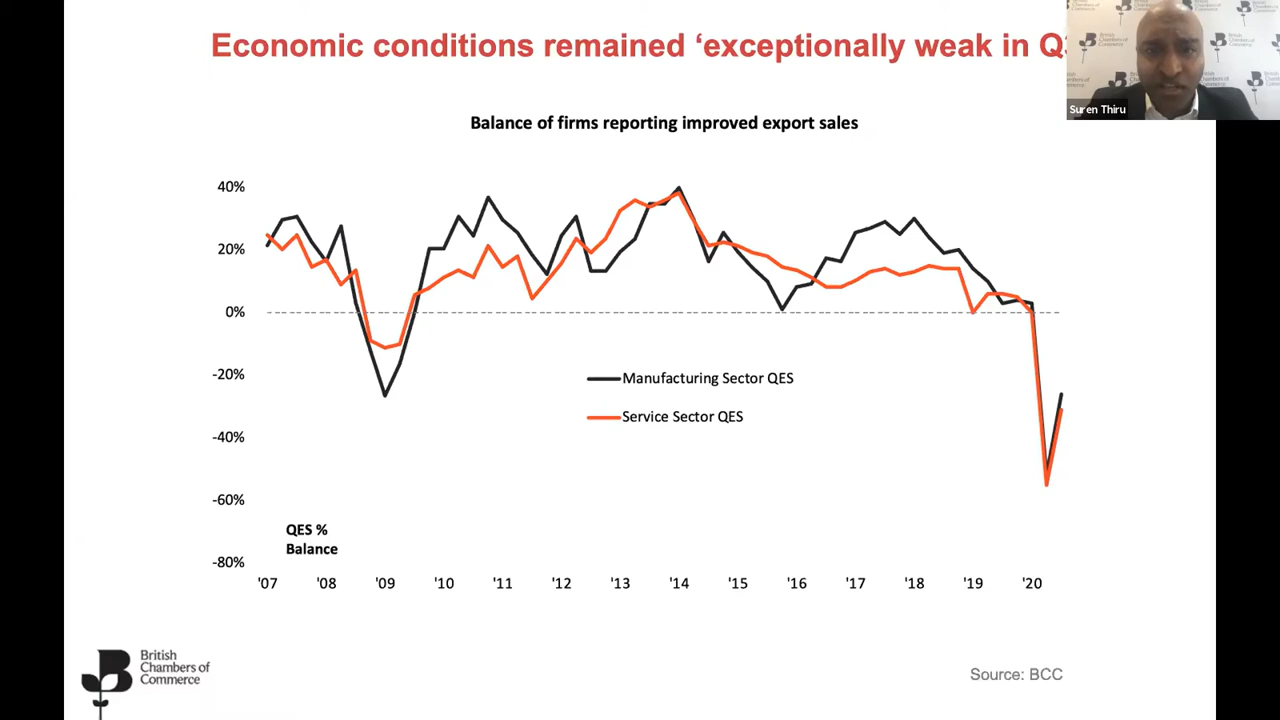 Economic conditions remained ‘exceptionally weak in Q
Suren Thiru
Balance of firms reporting improved export sales
40%
20%
0%
-20%
-40%
-60%
-80%
Manufacturing Sector QES
Service Sector QES
QES %
Balance
'07 '08 '09 '10 '11 '12 '13 '14 '15 '16 '17 '18 '19 '20
British
Chambers of
Commerce
Source: BCC